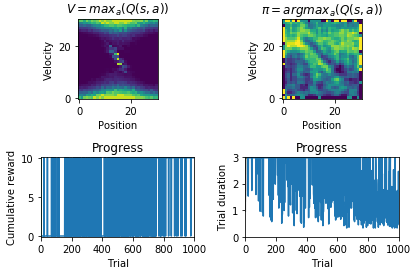 V = max_a(Q(s, a))
π = argmax_a(Q(s, a))
20
0
Velocity
0
20
Position
20
0
Velocity
0
20
Position
Progress
10
5
0
Cumulative reward
0
200
400
600
800
1000
Trial
Progress
3
2
1
0
Trial duration
0
200
400
600
800
1000
Trial